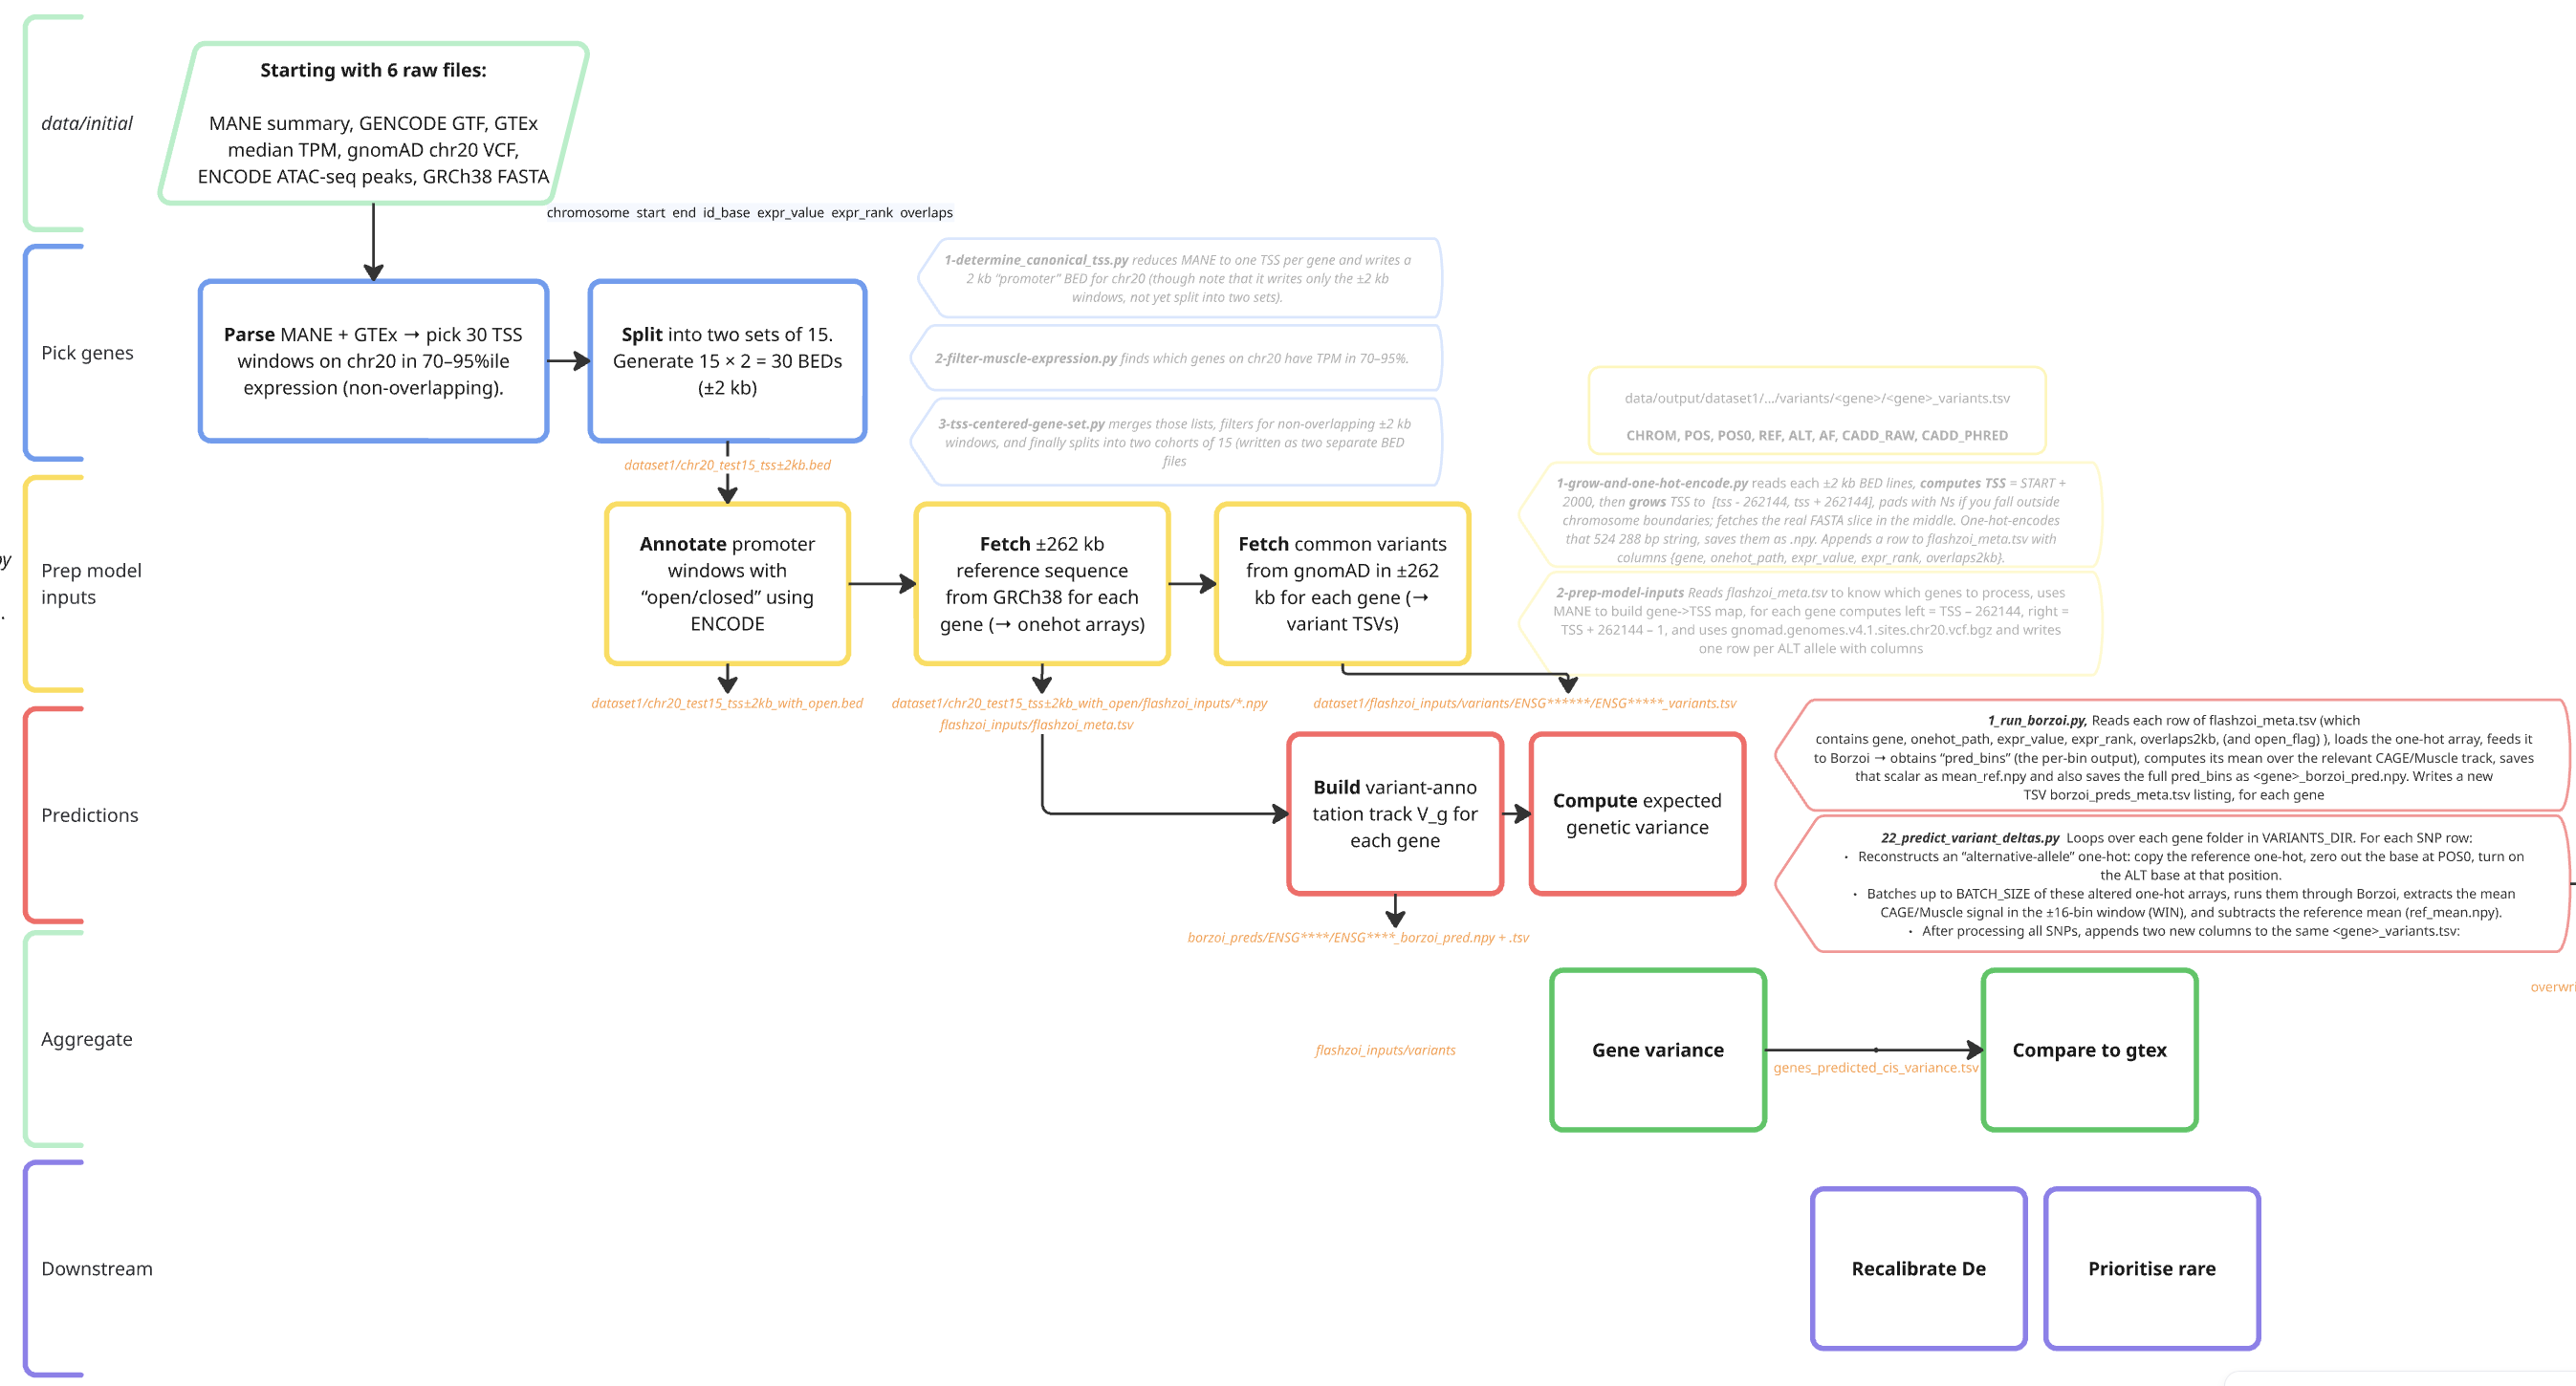 data/initial
Starting with 6 raw files:
MANE summary, GENCODE GTF, GTEx
median TPM, gnomAD chr20 VCF,
ENCODE ATAC-seq peaks, GRCh38 FASTA
chromosome start end id_base expr_value expr_rank overlaps
Pick genes
Parse MANE + GTEx → pick 30 TSS
windows on chr20 in 70–95%ile
expression (non-overlapping).
Split into two sets of 15.
Generate 15 × 2 = 30 BEDs
(±2 kb)
1-determine_canonical_tss.py reduces MANE to one TSS per gene and writes a
2 kb “promoter” BED for chr20 (though note that it writes only the ±2 kb
windows, not yet split into two sets).
2-filter-muscle-expression.py finds which genes on chr20 have TPM in 70–95%.
3-tss-centered-gene-set.py merges those lists, filters for non-overlapping ±2 kb
windows, and finally splits into two cohorts of 15 (written as two separate BED
files
data/output/dataset1/.../variants/<gene>/<gene>_variants.tsv
CHROM, POS, POS0, REF, ALT, AF, CADD_RAW, CADD_PHRED
dataset1/chr20_test15_tss±2kb.bed
py
.
Prep model
inputs
Annotate promoter
windows with
“open/closed” using
ENCODE
Fetch ±262 kb
reference sequence
from GRCh38 for each
gene (→ onehot arrays)
Fetch common variants
from gnomAD in ±262
kb for each gene (→
variant TSVs)
1-grow-and-one-hot-encode.py reads each ±2 kb BED lines, computes TSS = START +
2000, then grows TSS to [tss - 262144, tss + 262144], pads with Ns if you fall outside
chromosome boundaries; fetches the real FASTA slice in the middle. One-hot-encodes
that 524 288 bp string, saves them as .npy. Appends a row to flashzoi_meta.tsv with
columns {gene, onehot_path, expr_value, expr_rank, overlaps2kb}.
2-prep-model-inputs Reads flashzoi_meta.tsv to know which genes to process, uses
MANE to build gene->TSS map, for each gene computes left = TSS – 262144, right =
TSS + 262144 – 1, and uses gnomad.genomes.v4.1.sites.chr20.vcf.bgz and writes
one row per ALT allele with columns
dataset1/chr20_test15_tss±2kb_with_open.bed
dataset1/chr20_test15_tss±2kb_with_open/flashzoi_inputs/*.npy
flashzoi_inputs/flashzoi_meta.tsv
dataset1/flashzoi_inputs/variants/ENSG******/ENSG*****_variants.tsv
Predictions
Build variant-anno
tation track V_g for
each gene
Compute expected
genetic variance
1_run_borzoi.py, Reads each row of flashzoi_meta.tsv (which
contains gene, onehot_path, expr_value, expr_rank, overlaps2kb, (and open_flag) ), loads the one-hot array, feeds it
to Borzoi → obtains “pred_bins” (the per-bin output), computes its mean over the relevant CAGE/Muscle track, saves
that scalar as mean_ref.npy and also saves the full pred_bins as <gene>_borzoi_pred.npy. Writes a new
TSV borzoi_preds_meta.tsv listing, for each gene
22_predict_variant_deltas.py Loops over each gene folder in VARIANTS_DIR. For each SNP row:
• Reconstructs an “alternative-allele” one-hot: copy the reference one-hot, zero out the base at POS0, turn on
the ALT base at that position.
• Batches up to BATCH_SIZE of these altered one-hot arrays, runs them through Borzoi, extracts the mean
CAGE/Muscle signal in the ±16-bin window (WIN), and subtracts the reference mean (ref_mean.npy).
• After processing all SNPs, appends two new columns to the same <gene>_variants.tsv:
borzoi_preds/ENSG****/ENSG****_borzoi_pred.npy + .tsv
overwri
Aggregate
flashzoi_inputs/variants
Gene variance
genes_predicted_cis_variance.tsv
Compare to gtex
Downstream
Recalibrate De
Prioritise rare